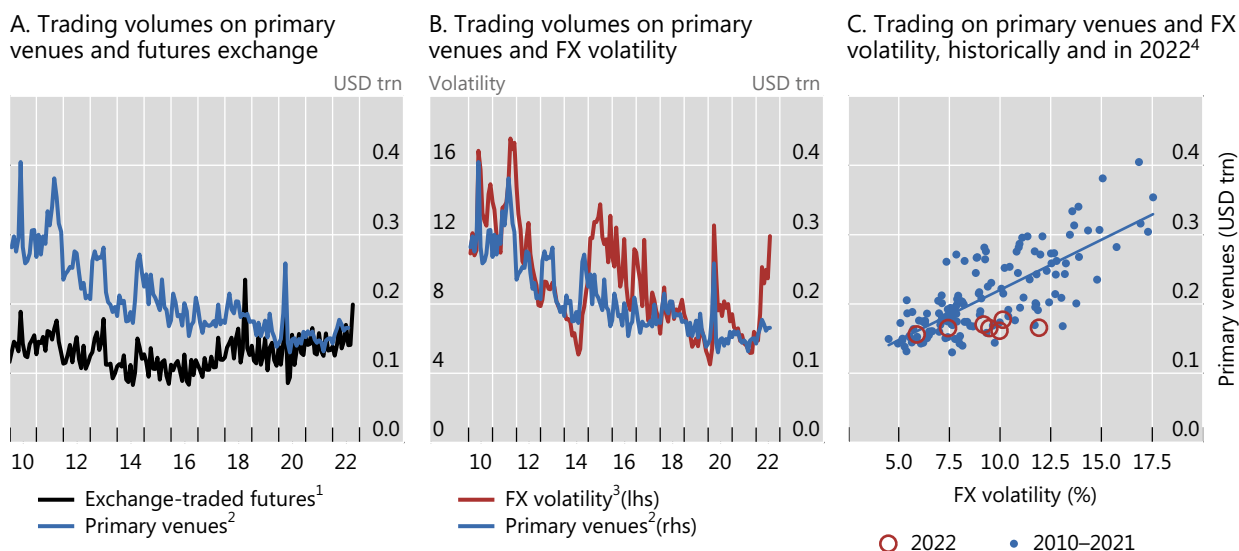 A. Trading volumes on primary
venues and futures exchange
USD trn
0.4
0.3
0.2
0.1
0.0
10 12 14 16 18 20 22
Exchange-traded futures¹
Primary venues²
B. Trading volumes on primary
venues and FX volatility
Volatility USD trn
16 0.4
12 0.3
8 0.2
4 0.1
0 0.0
10 12 14 16 18 20 22
FX volatility³(lhs)
Primary venues²(rhs)
C. Trading on primary venues and FX
volatility, historically and in 2022⁴
0.4
0.3
0.2
0.1
0.0
Primary venues (USD trn)
5.0 7.5 10.0 12.5 15.0 17.5
FX volatility (%)
2022 2010–2021